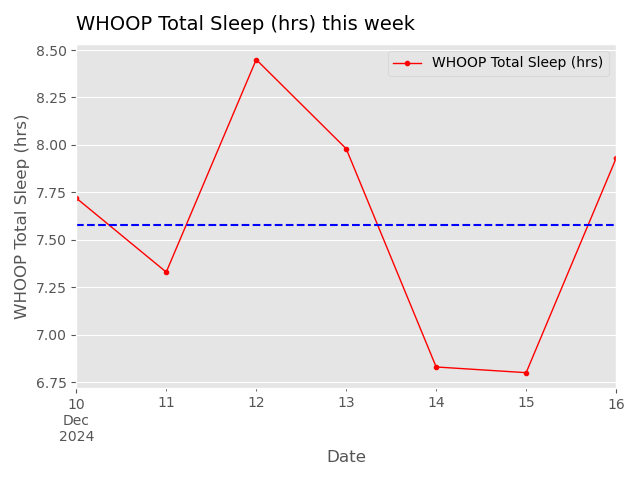 WHOOP Total Sleep (hrs) this week
WHOOP Total Sleep (hrs)
WHOOP Total Sleep (hrs)
8.50
8.25
8.00
7.75
7.50
7.25
7.00
6.75
10 11 12 13 14 15 16
Dec
2024
Date